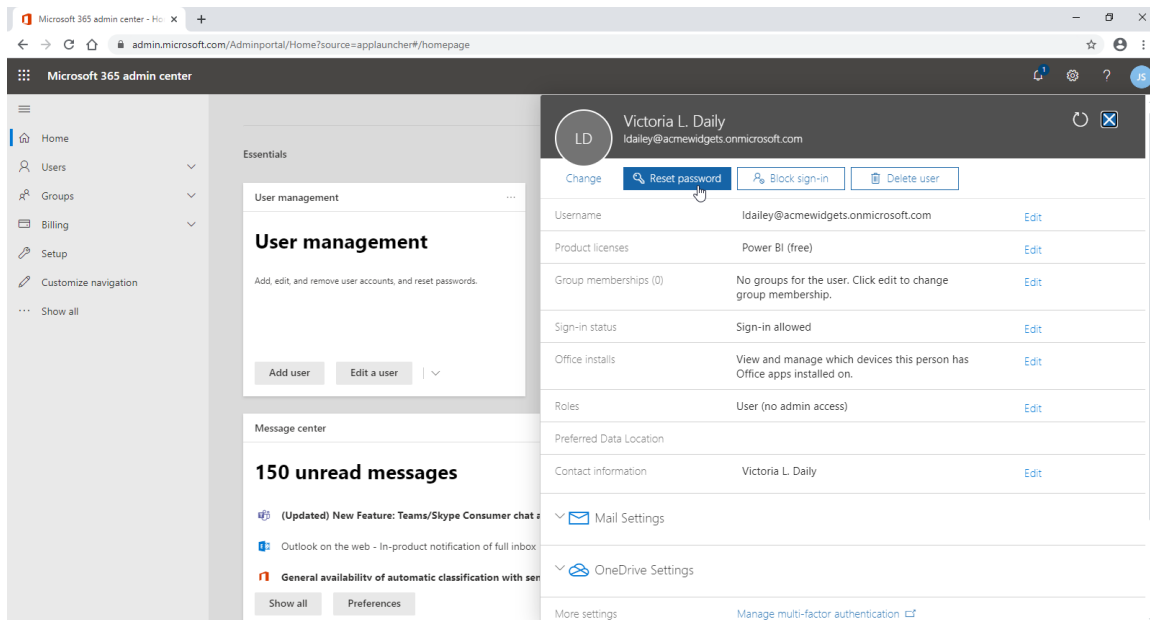 Microsoft 365 admin center - Ho
admin.microsoft.com/Adminportal/Home?source=applauncher#/homepage
Microsoft 365 admin center
1
?
JS
Home
Users
Groups
Billing
Setup
Customize navigation
Show all
Essentials
User management
User management
Add, edit, and remove user accounts, and reset passwords.
Add user
Edit a user
Message center
150 unread messages
(Updated) New Feature: Teams/Skype Consumer chat a
Outlook on the web - In-product notification of full inbox
General availability of automatic classification with sen
Show all
Preferences
LD
Victoria L. Daily
ldailey@acmewidgets.onmicrosoft.com
Change
Reset password
Block sign-in
Delete user
Username
ldailey@acmewidgets.onmicrosoft.com
Edit
Product licenses
Power BI (free)
Edit
Group memberships (0)
No groups for the user. Click edit to change
group membership.
Edit
Sign-in status
Sign-in allowed
Edit
Office installs
View and manage which devices this person has
Office apps installed on.
Edit
Roles
User (no admin access)
Edit
Preferred Data Location
Contact information
Victoria L. Daily
Edit
Mail Settings
OneDrive Settings
More settings
Manage multi-factor authentication